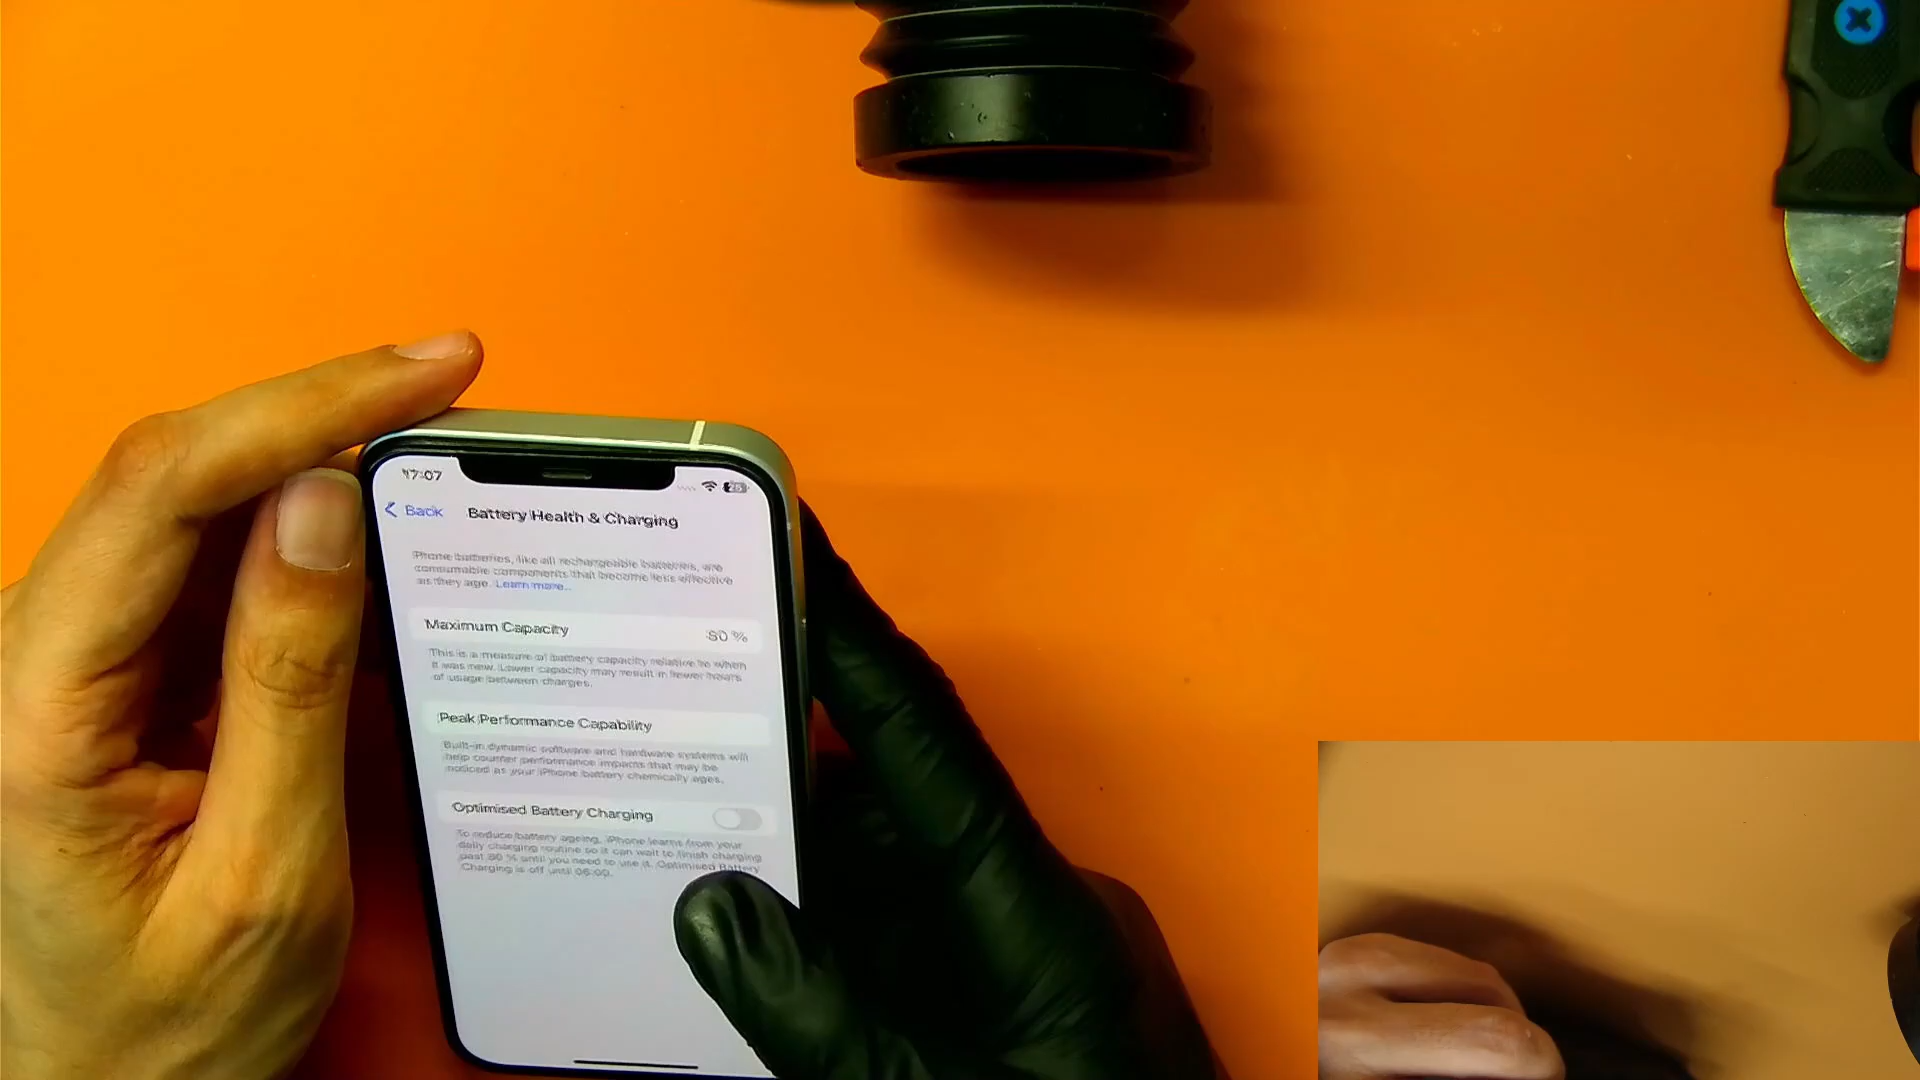 17:07
Back
Battery Health & Charging
Phone batteries, like all rechargeable batteries, are
consumable components that become less effective
as they age. Learn more...
Maximum Capacity
80 %
This is a measure of battery capacity relative to when
it was new. Lower capacity may result in fewer hours
of usage between charges.
Peak Performance Capability
Built-in dynamic software and hardware systems will
help counter performance impacts that may be
noticed as your iPhone battery chemically ages.
Optimised Battery Charging
To reduce battery ageing, iPhone learns from your
daily charging routine so it can wait to finish charging
past 80 % until you need to use it. Optimised Battery
Charging is off until 06:00.